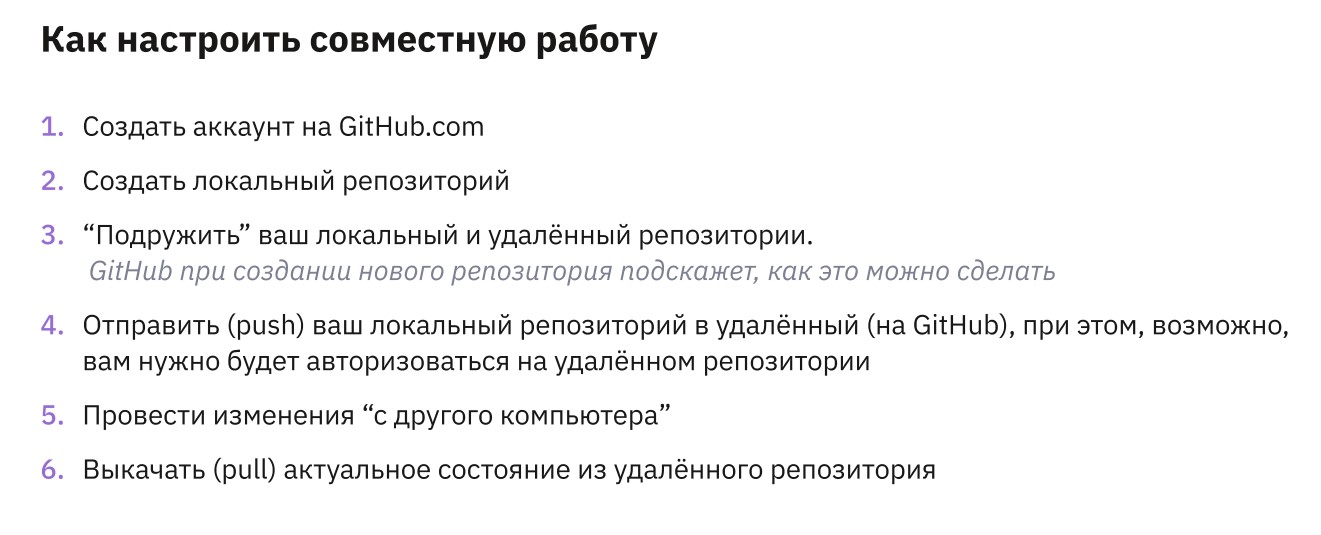 Как настроить совместную работу
1. Создать аккаунт на GitHub.com
2. Создать локальный репозиторий
3. “Подружить” ваш локальный и удалённый репозитории.
GitHub при создании нового репозитория подскажет, как это можно сделать
4. Отправить (push) ваш локальный репозиторий в удалённый (на GitHub), при этом, возможно,
вам нужно будет авторизоваться на удалённом репозитории
5. Провести изменения “с другого компьютера”
6. Выкачать (pull) актуальное состояние из удалённого репозитория